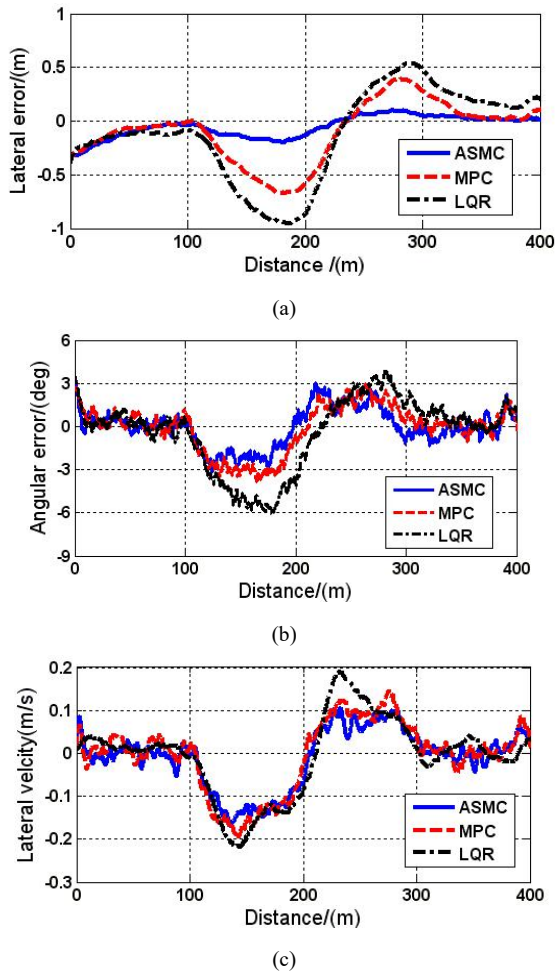 1
0.5
0
-0.5
-1
Lateral error/(m)
ASMC
MPC
LQR
0 100 200 300 400
Distance /(m)
(a)
6
3
0
-3
-6
-9
Angular error/(deg)
ASMC
MPC
LQR
0 100 200 300 400
Distance/(m)
(b)
0.2
0.1
0
-0.1
-0.2
-0.3
Lateral velcity(m/s)
ASMC
MPC
LQR
0 100 200 300 400
Distance/(m)
(c)